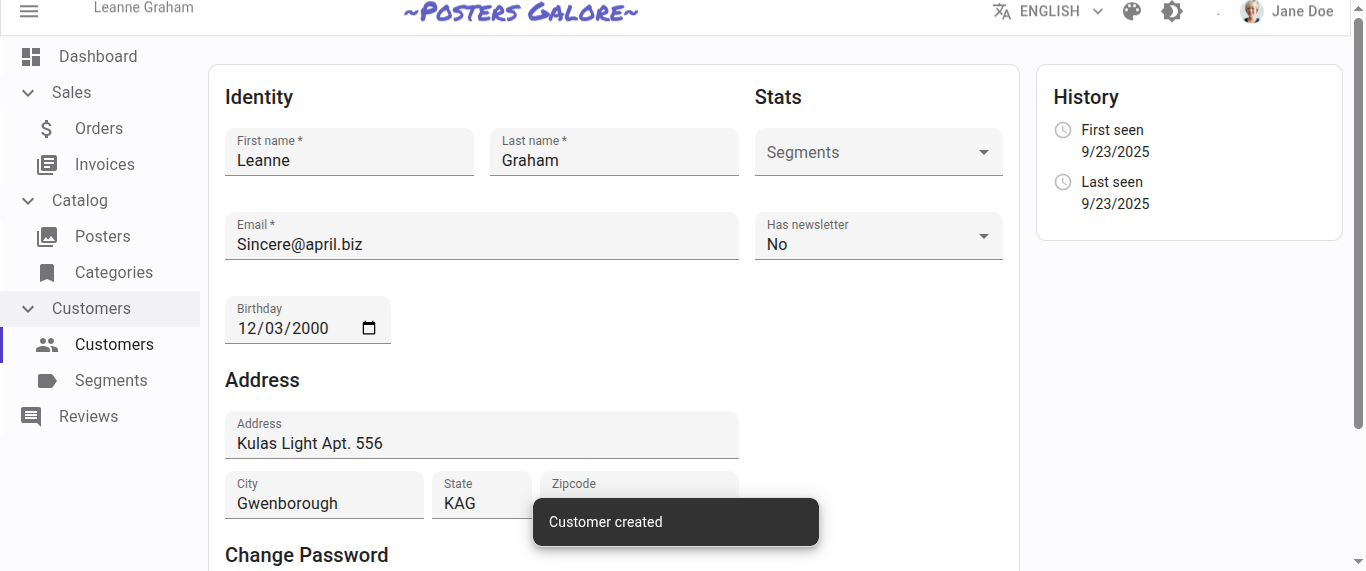 Leanne Graham
~Posters Galore~
ENGLISH
Jane Doe
Dashboard
Sales
Orders
Invoices
Catalog
Posters
Categories
Customers
Customers
Segments
Reviews
Identity
First name *
Leanne
Last name *
Graham
Email *
Sincere@april.biz
Birthday
12/03/2000
Stats
Segments
Has newsletter
No
Address
Address
Kulas Light Apt. 556
City
Gwenborough
State
KAG
Zipcode
Customer created
Change Password
History
First seen
9/23/2025
Last seen
9/23/2025